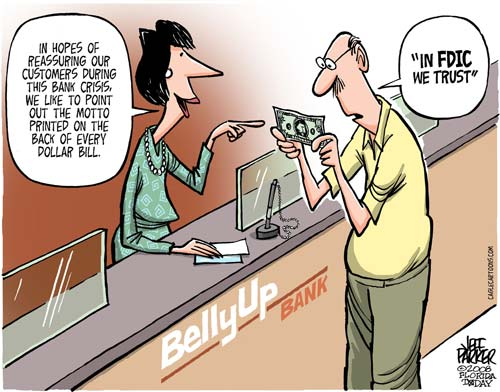 IN HOPES OF
REASSURING OUR
CUSTOMERS DURING
THIS BANK CRISIS,
WE LIKE TO POINT
OUT THE MOTTO
PRINTED ON THE
BACK OF EVERY
DOLLAR BILL.
"IN FDIC
WE TRUST"
BellyUp
BANK
CAGLECARTOONS.COM
JEFF
PARKER
©2008
FLORIDA
TODAY